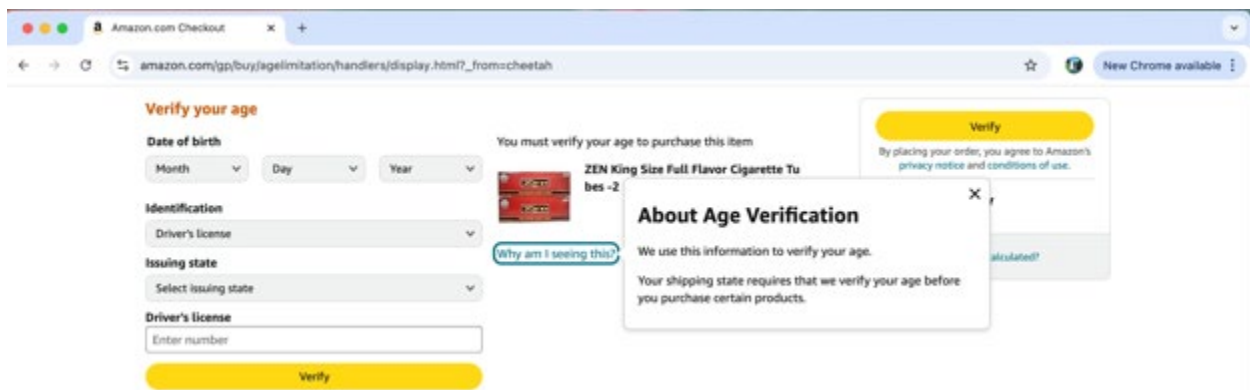 Amazon.com Checkout
amazon.com/gp/buy/agelimitation/handlers/display.html?_from=cheetah
New Chrome available
Verify your age
Date of birth
Month Day Year
Identification
Driver's license
Issuing state
Select issuing state
Driver's license
Enter number
Verify
You must verify your age to purchase this item
ZEN King Size Full Flavor Cigarette Tu
bes -2
Why am I seeing this?
About Age Verification
We use this information to verify your age.
Your shipping state requires that we verify your age before
you purchase certain products.
Verify
By placing your order, you agree to Amazon's
privacy notice and conditions of use.
alculated?